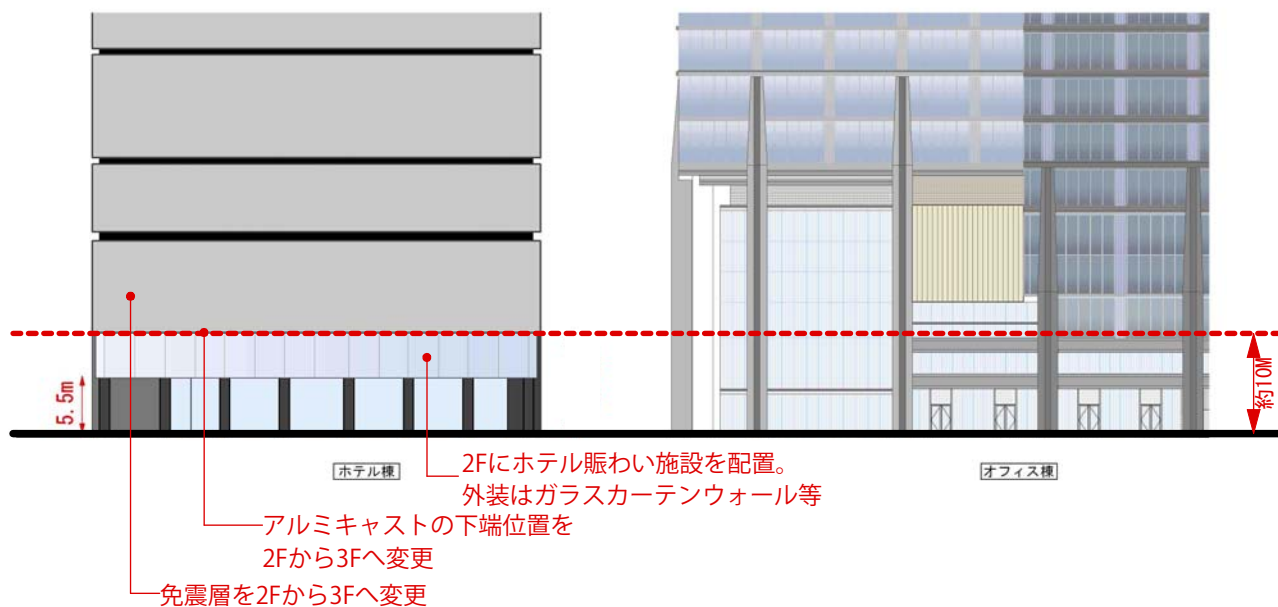 5.5m
約10M
ホテル棟
オフィス棟
2Fにホテル賑わい施設を配置。
外装はガラスカーテンウォール等
アルミキャストの下端位置を
2Fから3Fへ変更
免震層を2Fから3Fへ変更